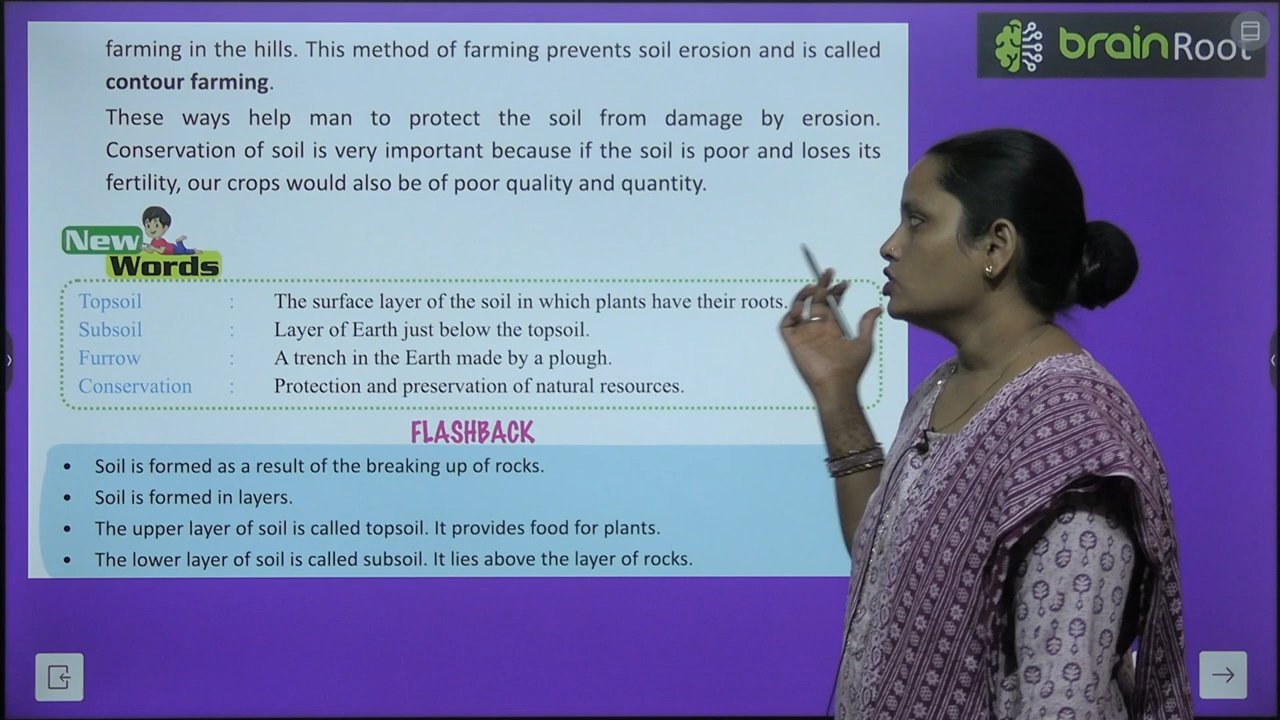 farming in the hills. This method of farming prevents soil erosion and is called
contour farming.
These ways help man to protect the soil from damage by erosion.
Conservation of soil is very important because if the soil is poor and loses its
fertility, our crops would also be of poor quality and quantity.
New
Words
Topsoil : The surface layer of the soil in which plants have their roots.
Subsoil : Layer of Earth just below the topsoil.
Furrow : A trench in the Earth made by a plough.
Conservation : Protection and preservation of natural resources.
FLASHBACK
• Soil is formed as a result of the breaking up of rocks.
• Soil is formed in layers.
• The upper layer of soil is called topsoil. It provides food for plants.
• The lower layer of soil is called subsoil. It lies above the layer of rocks.
brainRoot